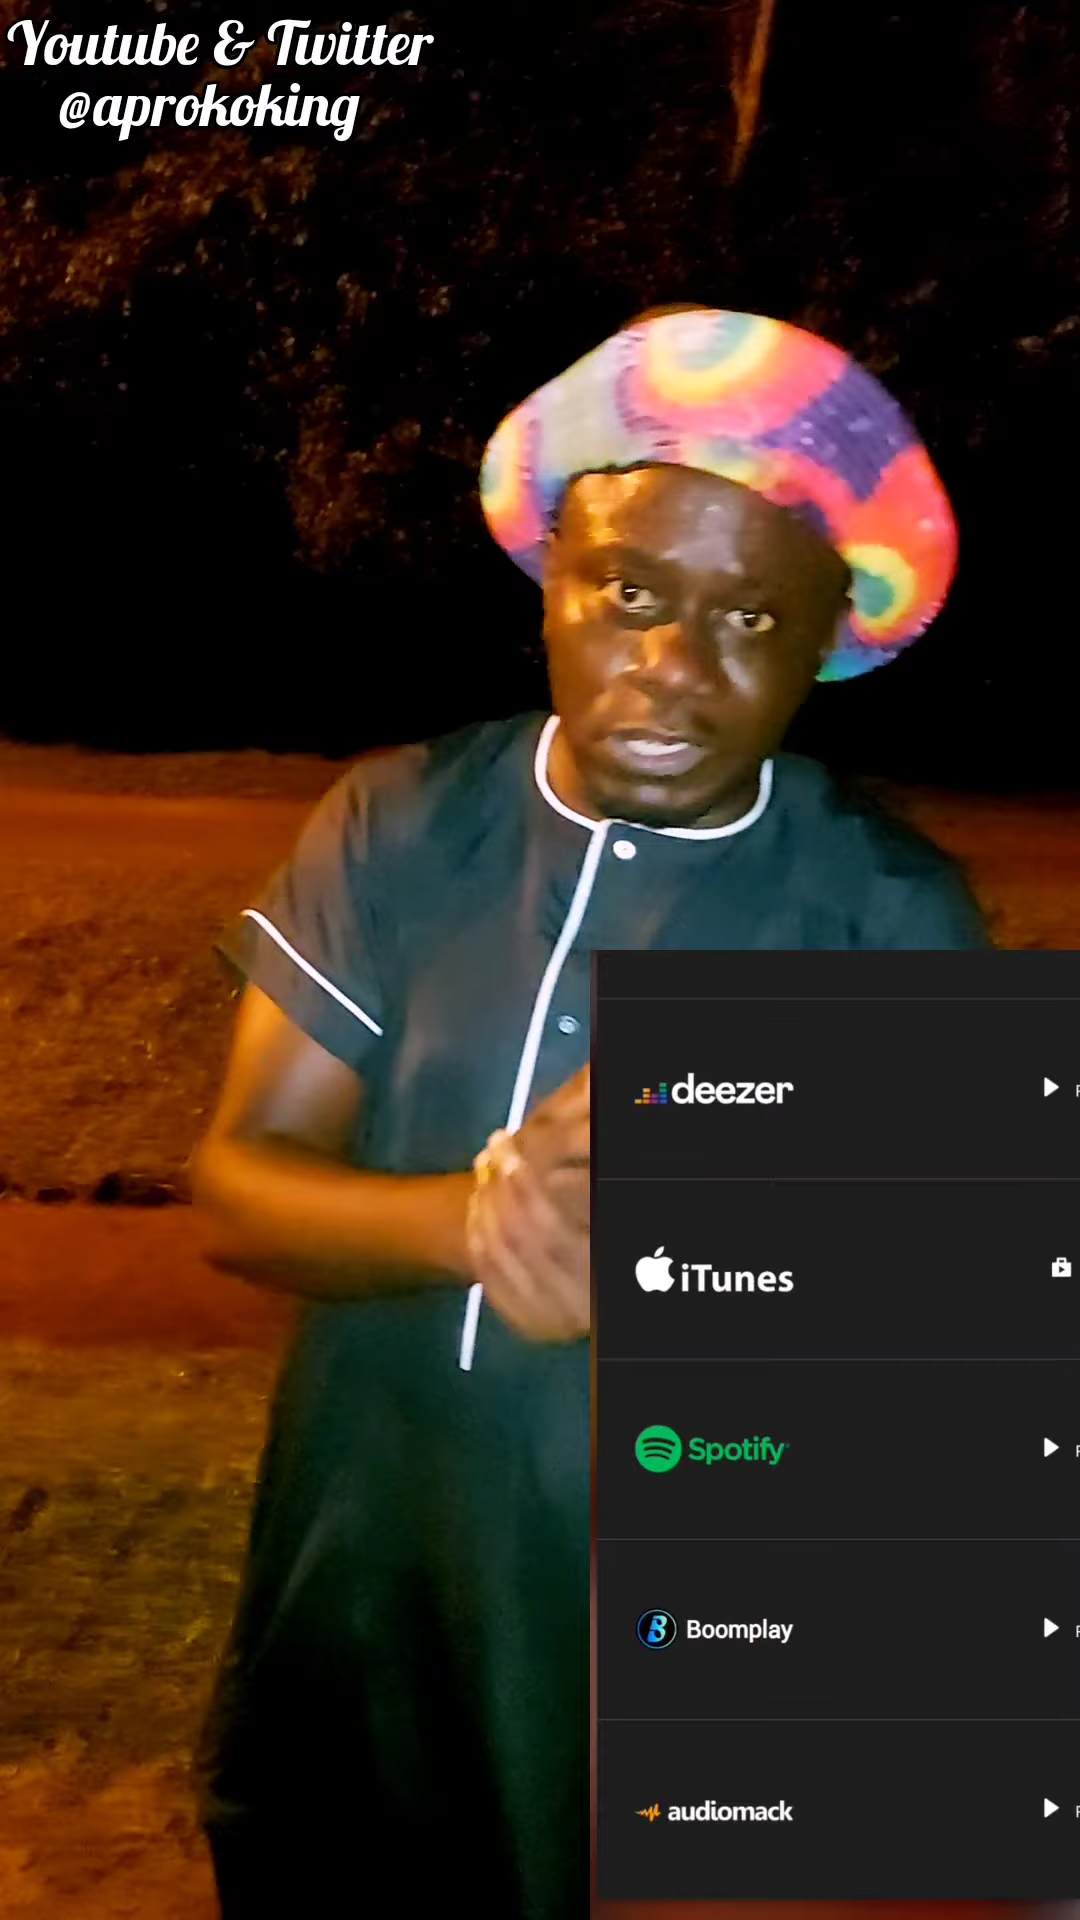 Youtube & Twitter
@aprokoking
deezer
iTunes
Spotify
Boomplay
audiomack